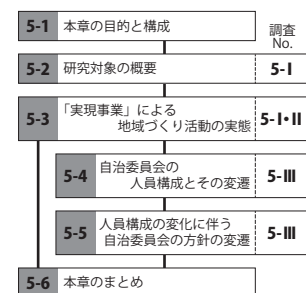 5-1 本章の目的と構成
調査
No.
5-2 研究対象の概要 5-I
5-3 「実現事業」による
地域づくり活動の実態 5-I・II
5-4 自治委員会の
人員構成とその変遷 5-III
5-5 人員構成の変化に伴う
自治委員会の方針の変遷 5-III
5-6 本章のまとめ